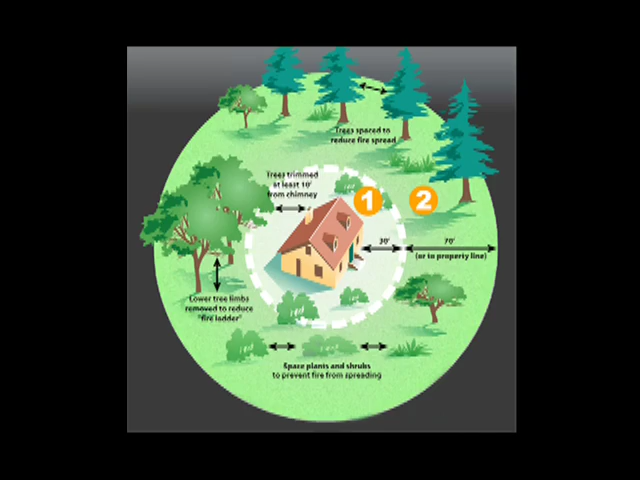 Trees spaced to
reduce fire spread
Trees trimmed
at least 10'
from chimney
1
2
30'
70'
(or to property line)
Lower tree limbs
removed to reduce
"fire ladder"
Space plants and shrubs
to prevent fire from spreading